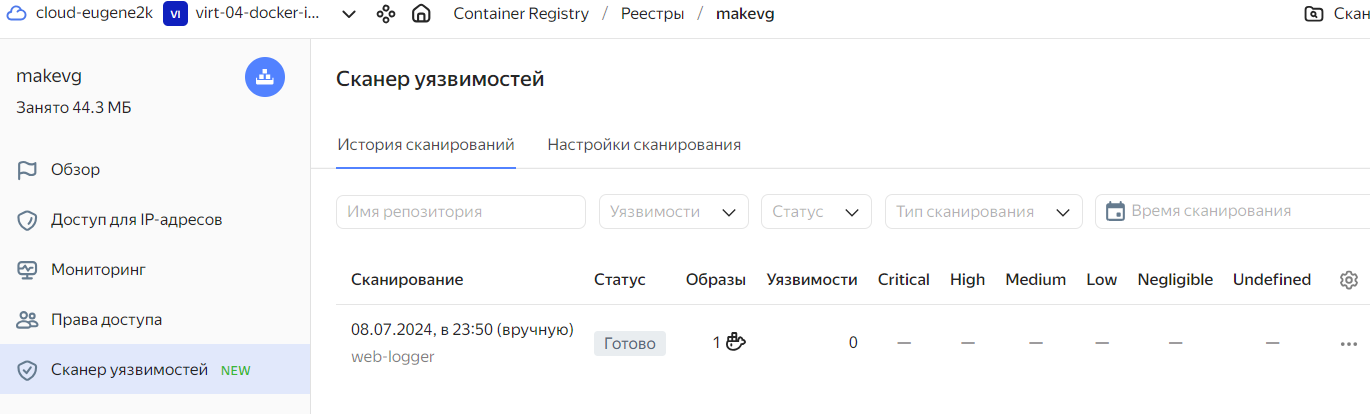 cloud-eugene2k VI virt-04-docker-i... Container Registry / Реестры / makevg Скан
makevg
Занято 44.3 МБ
Обзор
Доступ для IP-адресов
Мониторинг
Права доступа
Сканер уязвимостей NEW
Сканер уязвимостей
История сканирований Настройки сканирования
Имя репозитория Уязвимости Статус Тип сканирования Время сканирования
Сканирование Статус Образы Уязвимости Critical High Medium Low Negligible Undefined
08.07.2024, в 23:50 (вручную) Готово 1 0 — — — — — —
web-logger